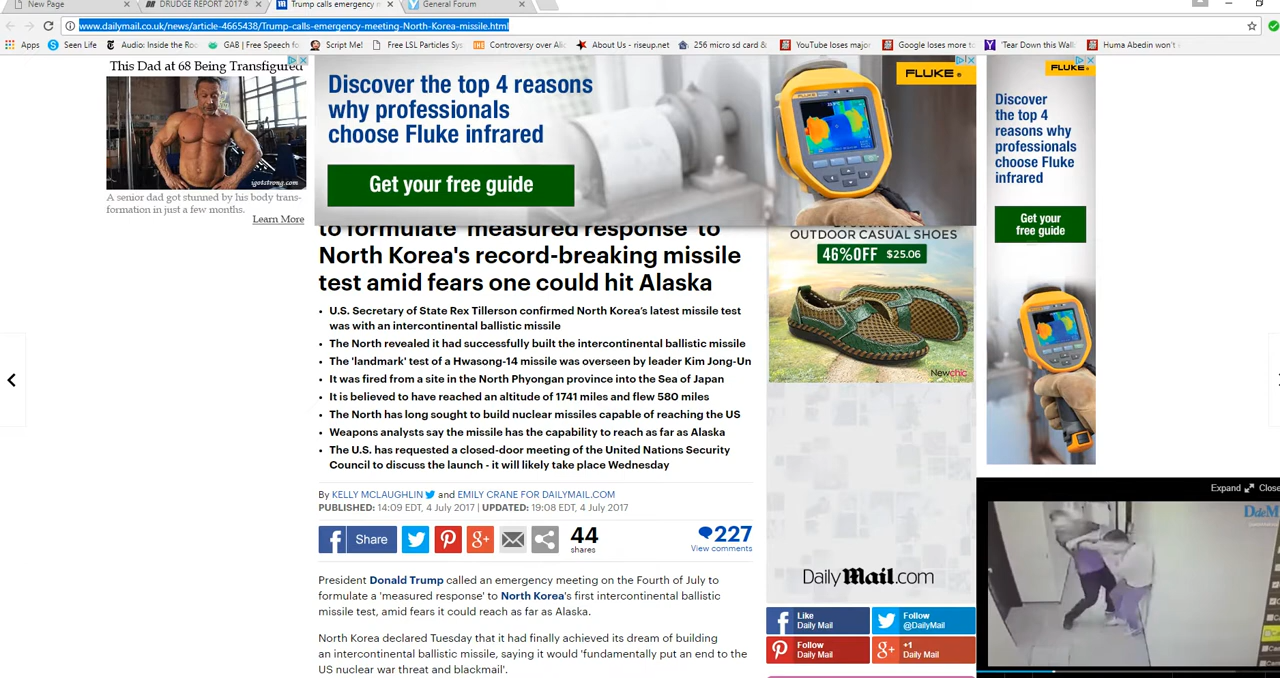 New Page
DRUDGE REPORT 2017®
Trump calls emergency m
General Forum
www.dailymail.co.uk/news/article-4665438/Trump-calls-emergency-meeting-North-Korea-missile.html
Apps
Seen Life
Audio: Inside the Ro
GAB | Free Speech fo
Script Me!
Free LSL Particles Sy
Controversy over Ali
About Us - riseup.net
256 micro sd card &
YouTube loses major
Google loses more to
'Tear Down this Wall
Huma Abedin won't
This Dad at 68 Being Transfigured
igotstrong.com
A senior dad got stunned by his body trans-
formation in just a few months.
Learn More
Discover the top 4 reasons
why professionals
choose Fluke infrared
Get your free guide
FLUKE®
FLUKE®
Discover
the top 4
reasons why
professionals
choose Fluke
infrared
Get your
free guide
to formulate 'measured response' to
North Korea's record-breaking missile
test amid fears one could hit Alaska
• U.S. Secretary of State Rex Tillerson confirmed North Korea's latest missile test
was with an intercontinental ballistic missile
• The North revealed it had successfully built the intercontinental ballistic missile
• The 'landmark' test of a Hwasong-14 missile was overseen by leader Kim Jong-Un
• It was fired from a site in the North Phyongan province into the Sea of Japan
• It is believed to have reached an altitude of 1741 miles and flew 580 miles
• The North has long sought to build nuclear missiles capable of reaching the US
• Weapons analysts say the missile has the capability to reach as far as Alaska
• The U.S. has requested a closed-door meeting of the United Nations Security
Council to discuss the launch - it will likely take place Wednesday
By KELLY MCLAUGHLIN and EMILY CRANE FOR DAILYMAIL.COM
PUBLISHED: 14:09 EDT, 4 July 2017 | UPDATED: 19:08 EDT, 4 July 2017
Share
44
shares
227
View comments
President Donald Trump called an emergency meeting on the Fourth of July to
formulate a 'measured response' to North Korea's first intercontinental ballistic
missile test, amid fears it could reach as far as Alaska.
North Korea declared Tuesday that it had finally achieved its dream of building
an intercontinental ballistic missile, saying it would 'fundamentally put an end to the
US nuclear war threat and blackmail'.
OUTDOOR CASUAL SHOES
46%OFF $25.06
Newchic
DailyMail.com
Like
Daily Mail
Follow
@DailyMail
Follow
Daily Mail
+1
Daily Mail
Expand
Close